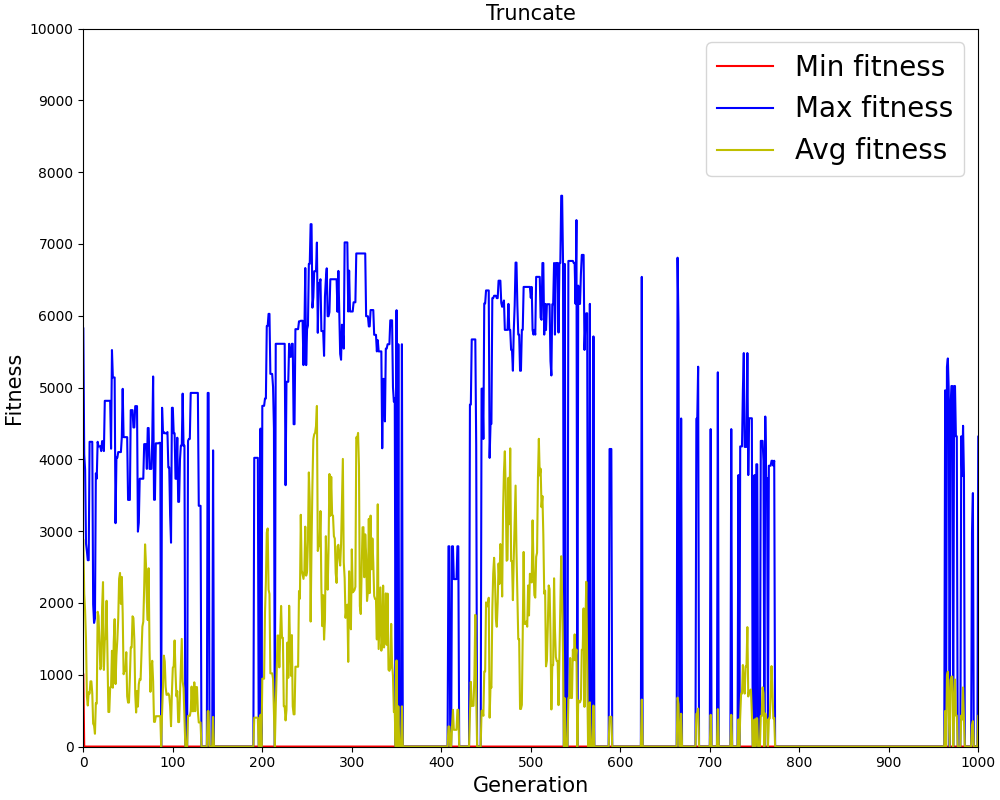 Truncate
10000
9000
8000
7000
6000
5000
4000
3000
2000
1000
0
Fitness
Min fitness
Max fitness
Avg fitness
0 100 200 300 400 500 600 700 800 900 1000
Generation